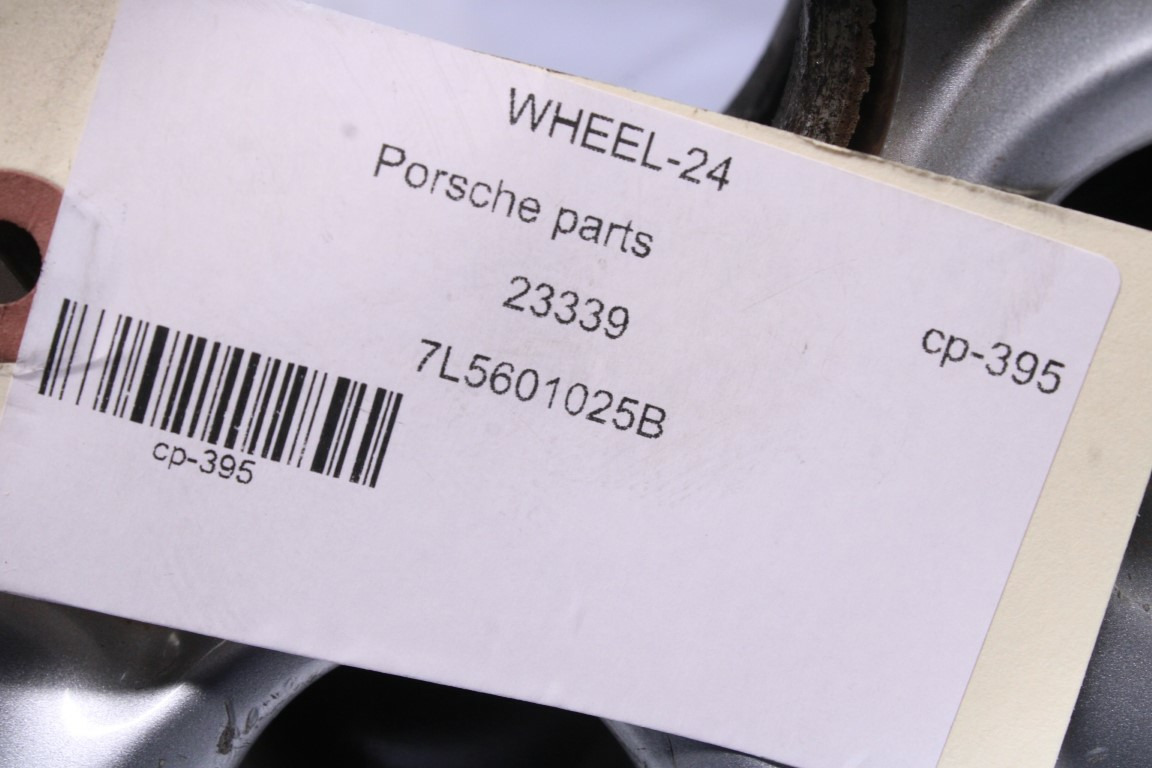 WHEEL-24
Porsche parts
23339
7L5601025B
cp-395
cp-395